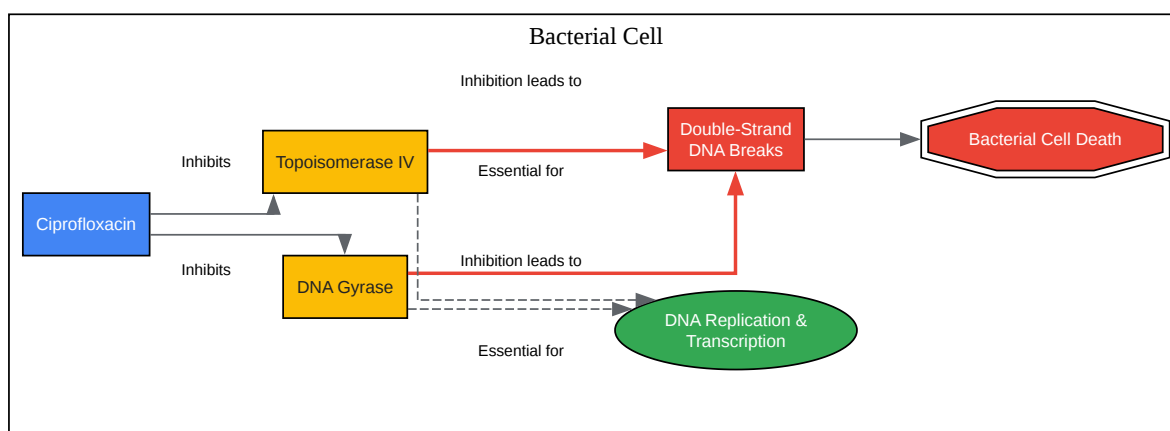 Bacterial Cell
Inhibition leads to
Double-Strand
DNA Breaks
Bacterial Cell Death
Inhibits
Topoisomerase IV
Essential for
Ciprofloxacin
Inhibits
DNA Gyrase
Inhibition leads to
DNA Replication &
Transcription
Essential for